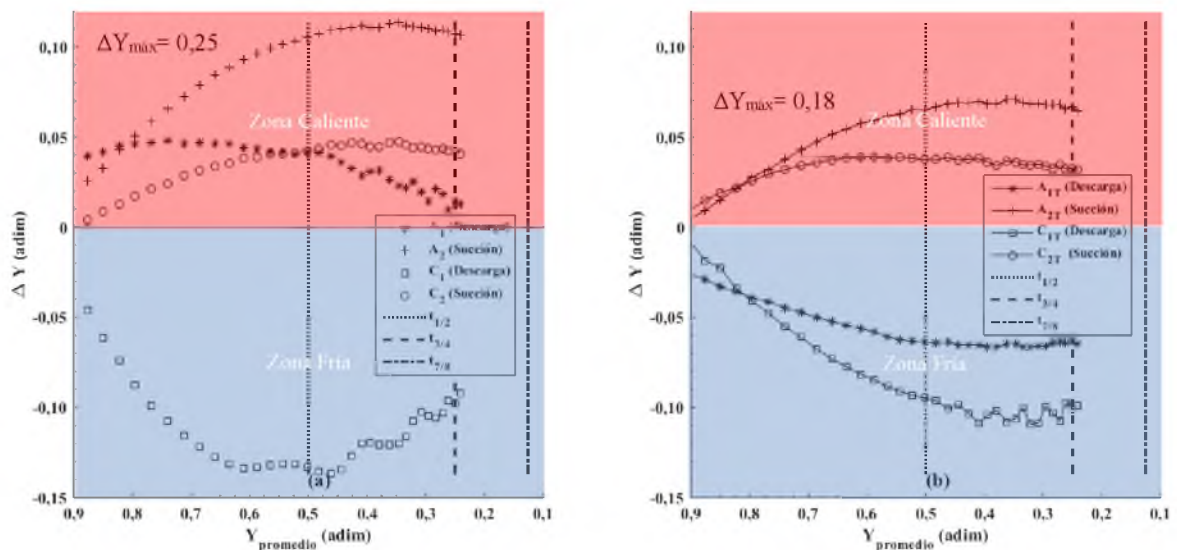 ΔYmáx= 0,25
Zona Caliente
Zona Fría
0,10
0,05
0
-0,05
-0,10
-0,15
Δ Y (adim)
1 (Descarga)
A2 (Succión)
C1 (Descarga)
C2 (Succión)
t1/2
t3/4
t7/8
(a)
0,9 0,8 0,7 0,6 0,5 0,4 0,3 0,2 0,1
Ypromedio (adim)
ΔYmáx= 0,18
Zona Caliente
Zona Fría
0,10
0,05
0
-0,05
-0,10
-0,15
Δ Y (adim)
A1T (Descarga)
A2T (Succión)
C1T (Descarga)
C2T (Succión)
t1/2
t3/4
t7/8
(b)
0,9 0,8 0,7 0,6 0,5 0,4 0,3 0,2 0,1
Ypromedio (adim)